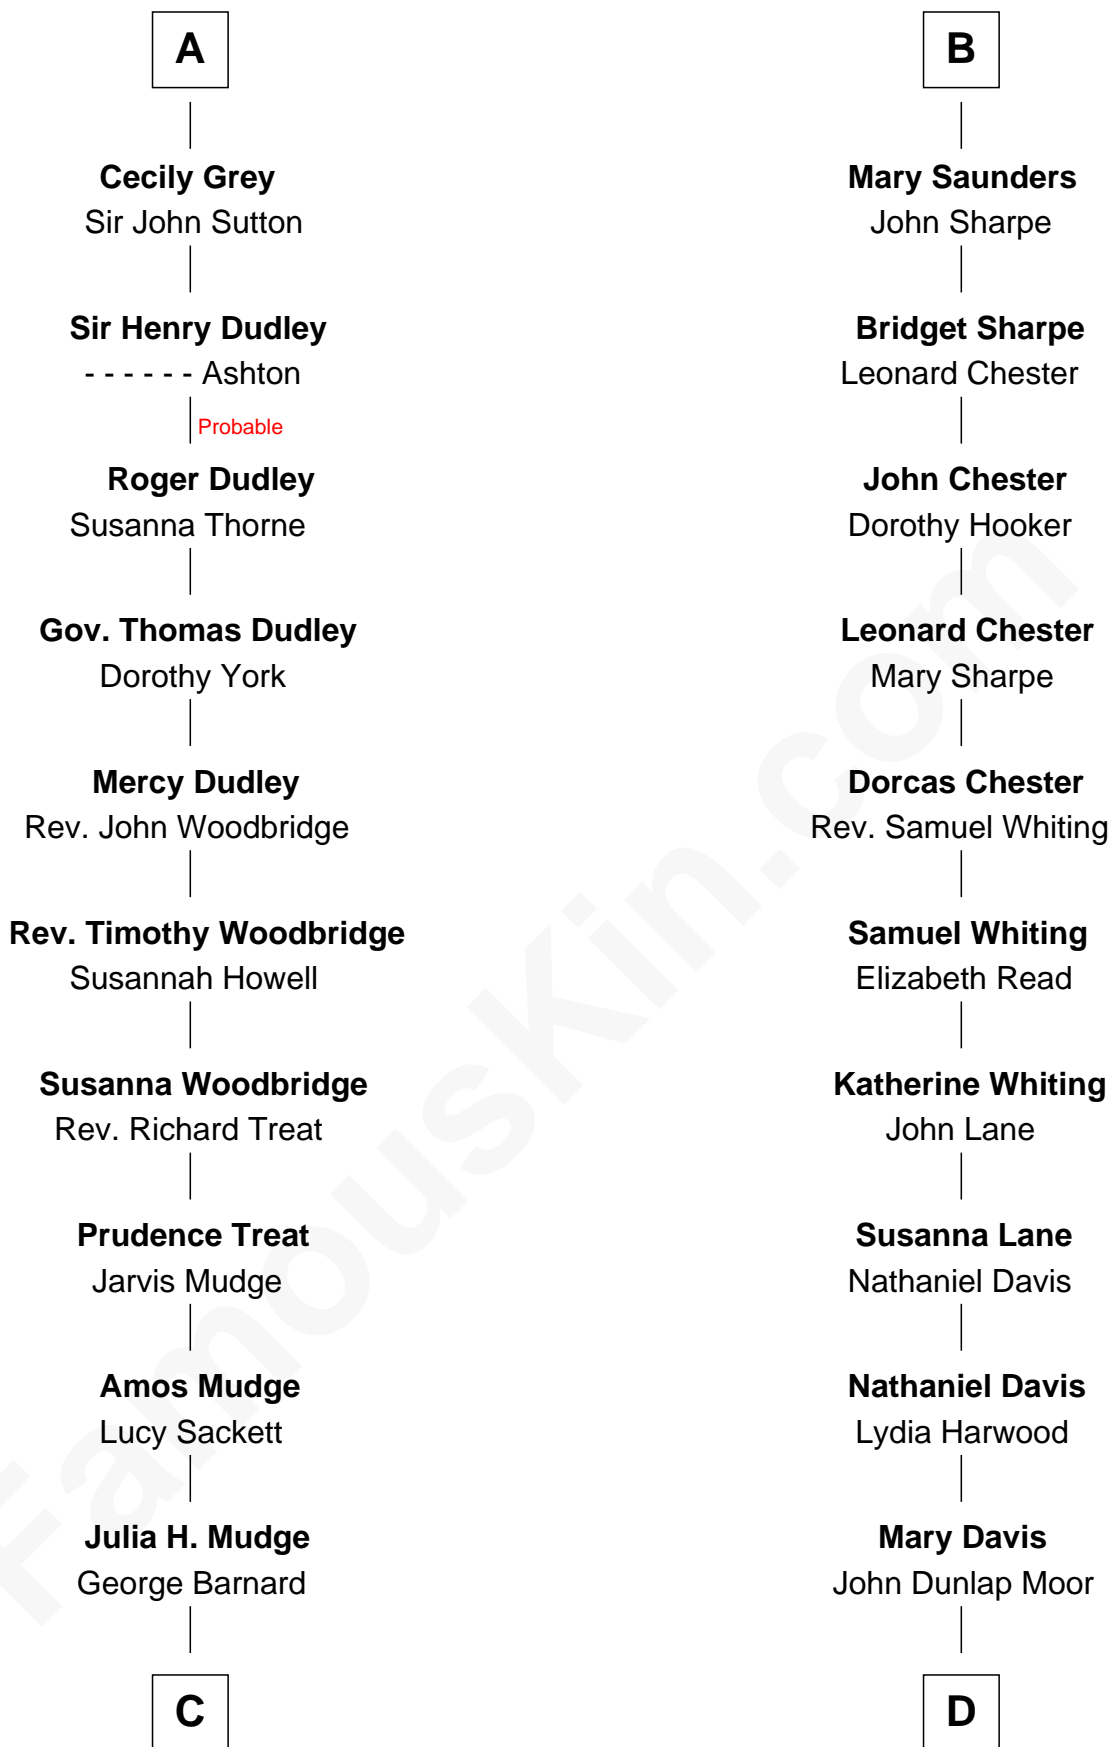 A
Cecily Grey
Sir John Sutton
Sir Henry Dudley
- - - - - - Ashton
Probable
Roger Dudley
Susanna Thorne
Gov. Thomas Dudley
Dorothy York
Mercy Dudley
Rev. John Woodbridge
Rev. Timothy Woodbridge
Susannah Howell
Susanna Woodbridge
Rev. Richard Treat
Prudence Treat
Jarvis Mudge
Amos Mudge
Lucy Sackett
Julia H. Mudge
George Barnard
C
B
Mary Saunders
John Sharpe
Bridget Sharpe
Leonard Chester
John Chester
Dorothy Hooker
Leonard Chester
Mary Sharpe
Dorcas Chester
Rev. Samuel Whiting
Samuel Whiting
Elizabeth Read
Katherine Whiting
John Lane
Susanna Lane
Nathaniel Davis
Nathaniel Davis
Lydia Harwood
Mary Davis
John Dunlap Moor
D
FamousKin.com